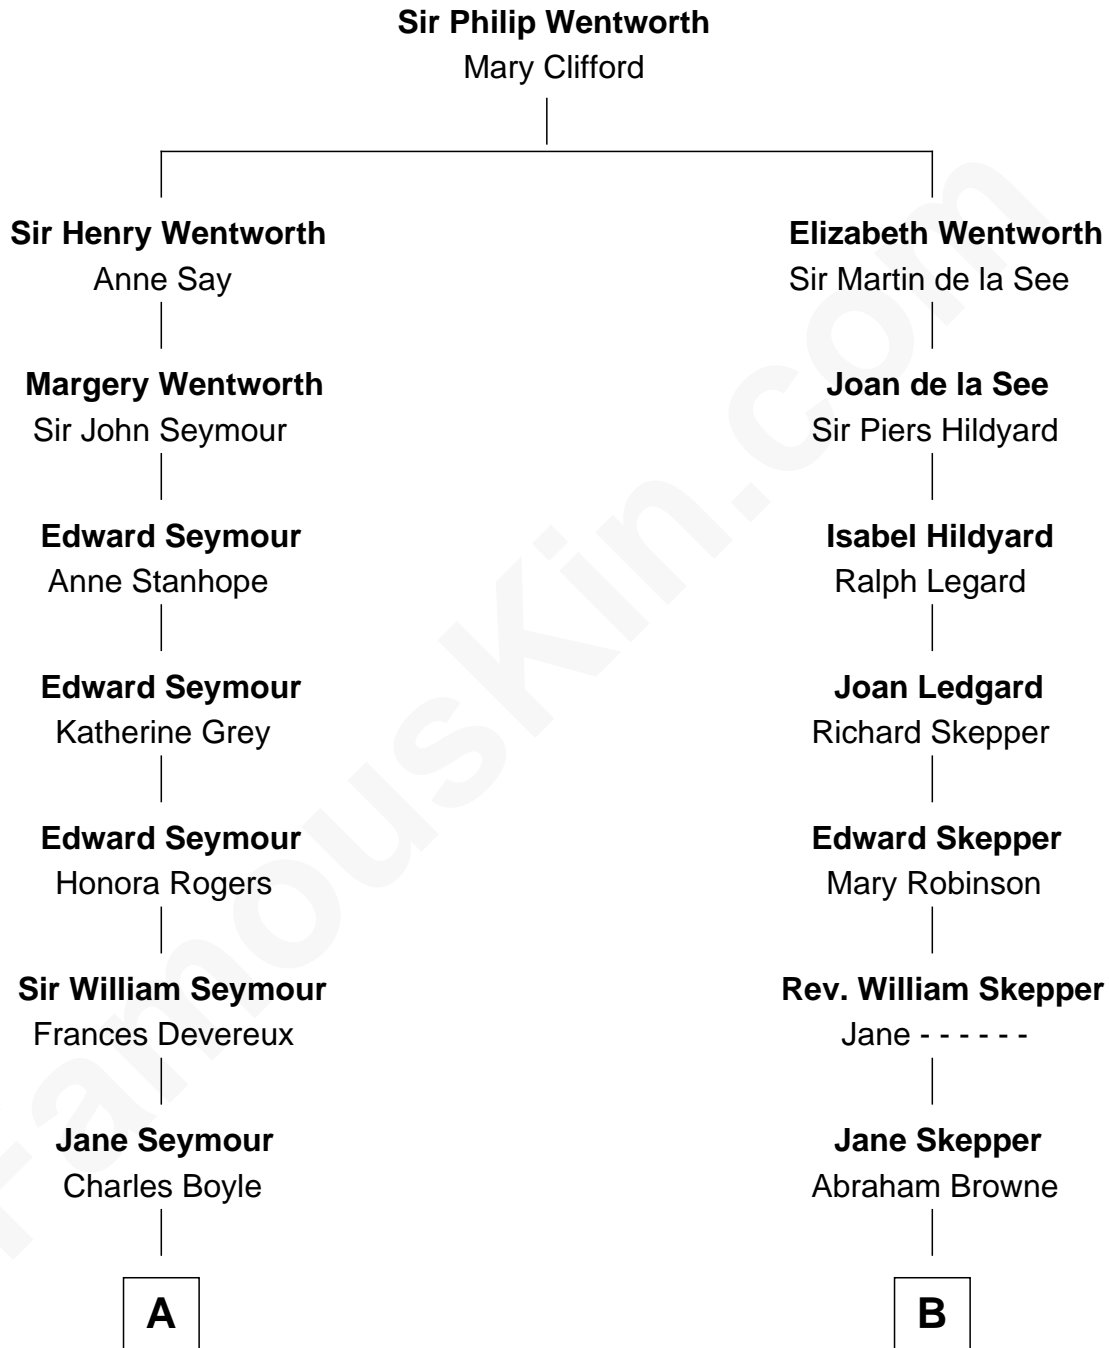 Sir Philip Wentworth
Mary Clifford
Sir Henry Wentworth
Anne Say
Elizabeth Wentworth
Sir Martin de la See
Margery Wentworth
Sir John Seymour
Joan de la See
Sir Piers Hildyard
Edward Seymour
Anne Stanhope
Isabel Hildyard
Ralph Legard
Edward Seymour
Katherine Grey
Joan Ledgard
Richard Skepper
Edward Seymour
Honora Rogers
Edward Skepper
Mary Robinson
Sir William Seymour
Frances Devereux
Rev. William Skepper
Jane - - - - - -
Jane Seymour
Charles Boyle
Jane Skepper
Abraham Browne
A
B
FamousKin.com